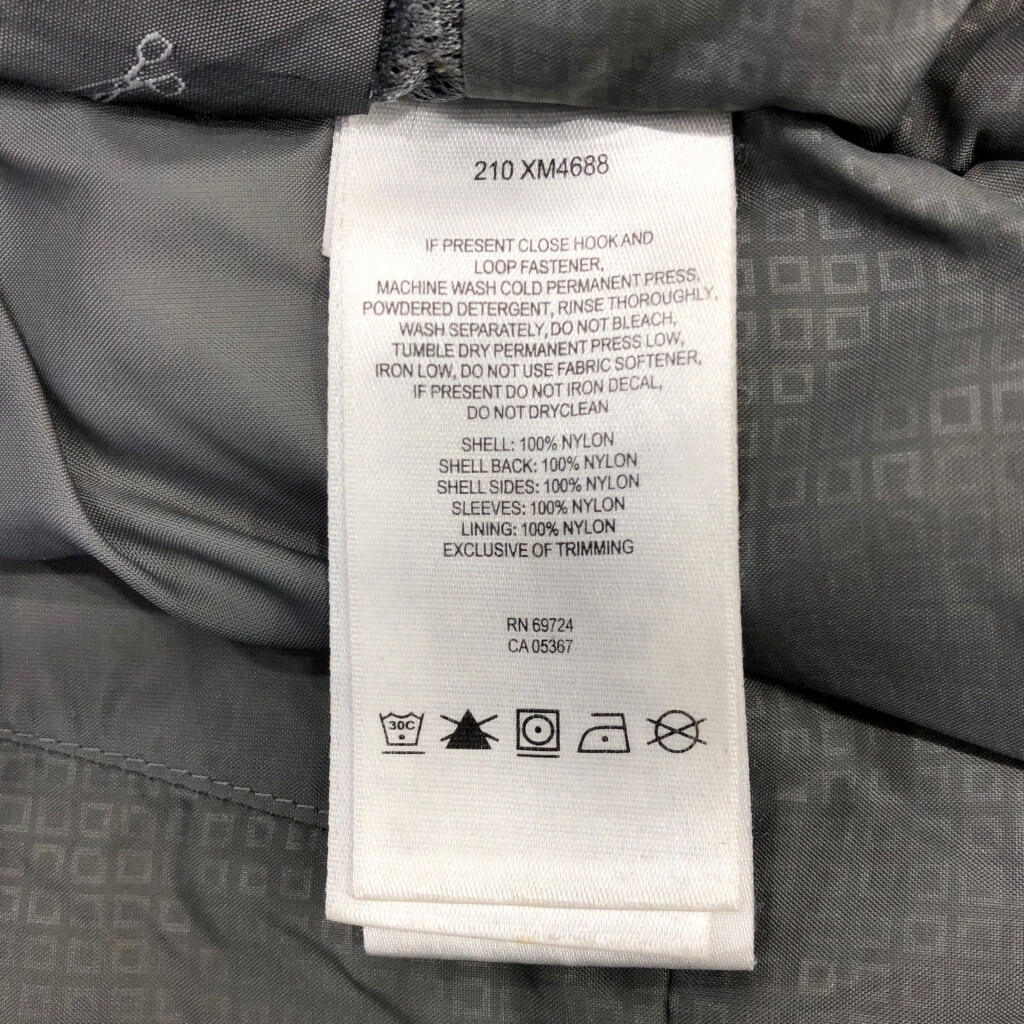 210 XM4688
IF PRESENT CLOSE HOOK AND
LOOP FASTENER,
MACHINE WASH COLD PERMANENT PRESS,
POWDERED DETERGENT, RINSE THOROUGHLY,
WASH SEPARATELY, DO NOT BLEACH,
TUMBLE DRY PERMANENT PRESS LOW,
IRON LOW, DO NOT USE FABRIC SOFTENER,
IF PRESENT DO NOT IRON DECAL,
DO NOT DRYCLEAN
SHELL: 100% NYLON
SHELL BACK: 100% NYLON
SHELL SIDES: 100% NYLON
SLEEVES: 100% NYLON
LINING: 100% NYLON
EXCLUSIVE OF TRIMMING
RN 69724
CA 05367
30C